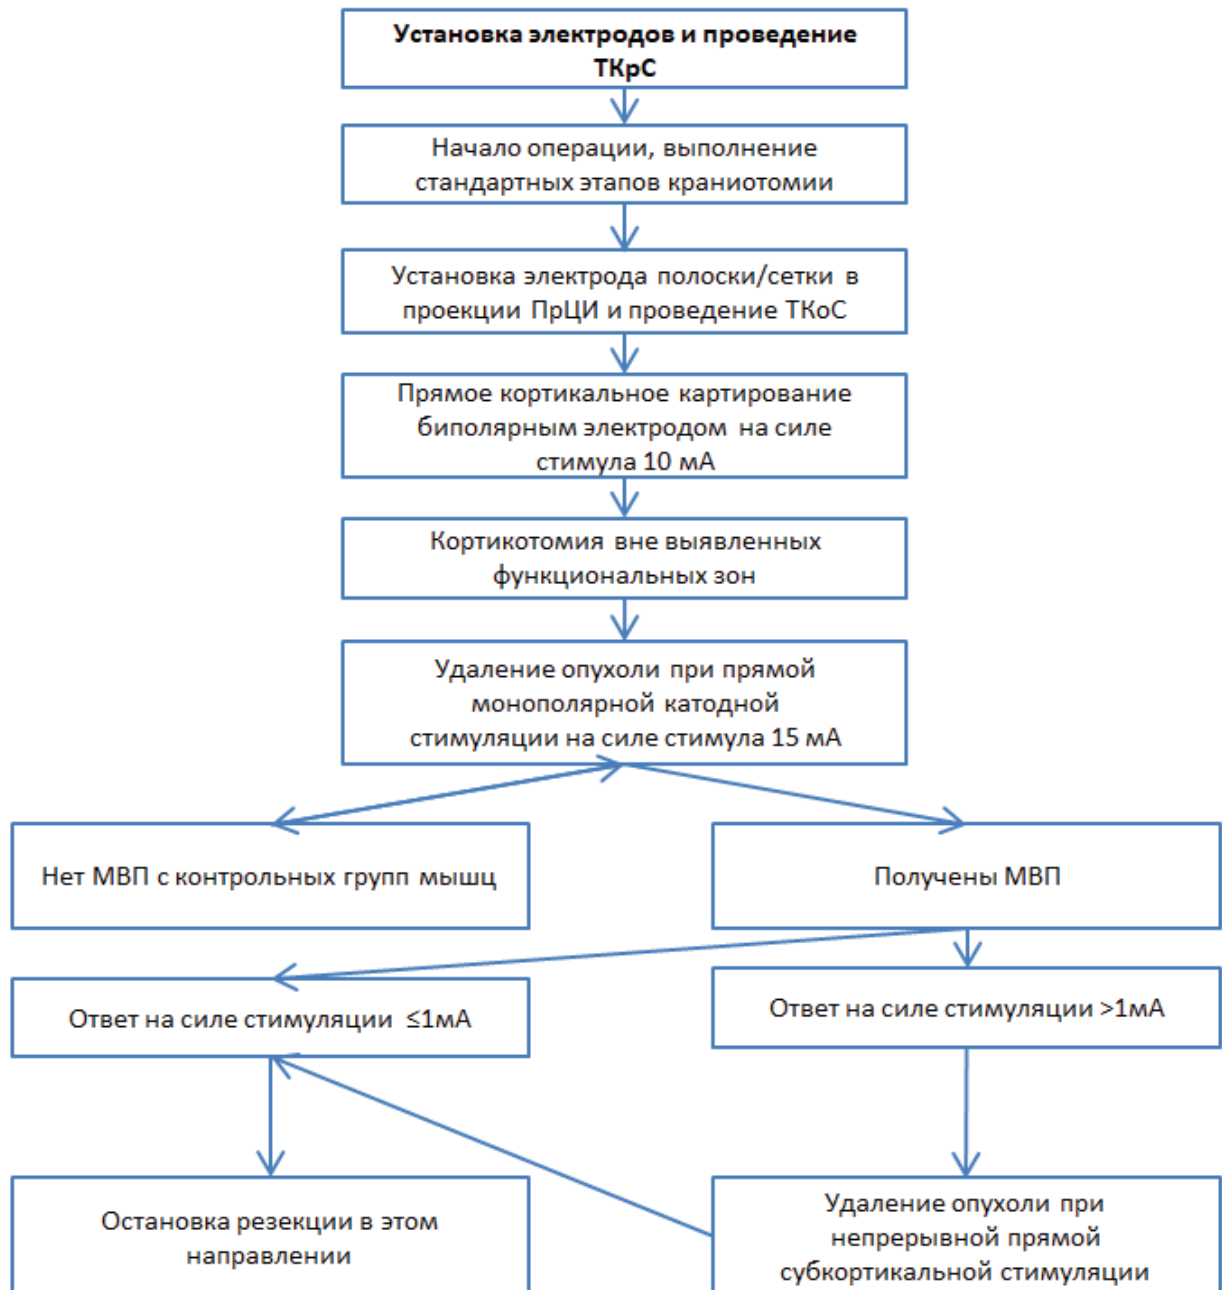 Установка электродов и проведение
ТКрС
Начало операции, выполнение
стандартных этапов краниотомии
Установка электрода полоски/сетки в
проекции ПрЦИ и проведение ТКоС
Прямое кортикальное картирование
биполярным электродом на силе
стимула 10 мА
Кортикотомия вне выявленных
функциональных зон
Удаление опухоли при прямой
монополярной катодной
стимуляции на силе стимула 15 мА
Нет МВП с контрольных групп мышц
Получены МВП
Ответ на силе стимуляции ≤1мА
Ответ на силе стимуляции >1мА
Остановка резекции в этом
направлении
Удаление опухоли при
непрерывной прямой
субкортикальной стимуляции